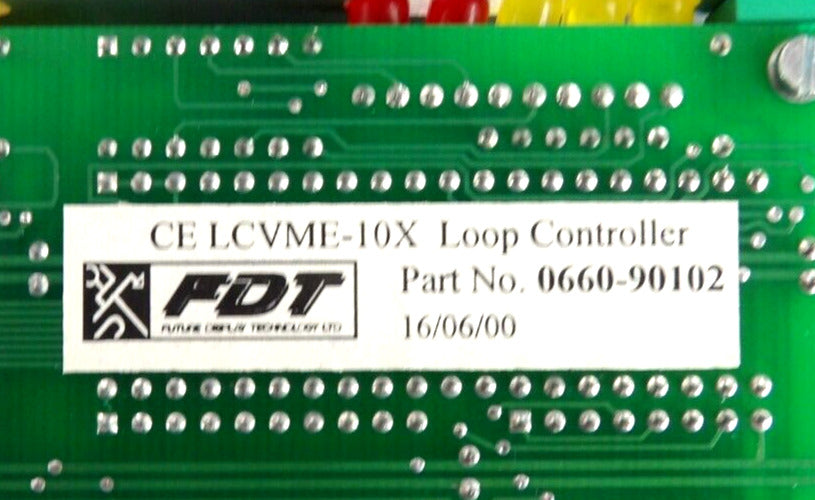 CE LCVME-10X Loop Controller
FDT
FUTURE DISPLAY TECHNOLOGY LTD
Part No. 0660-90102
16/06/00